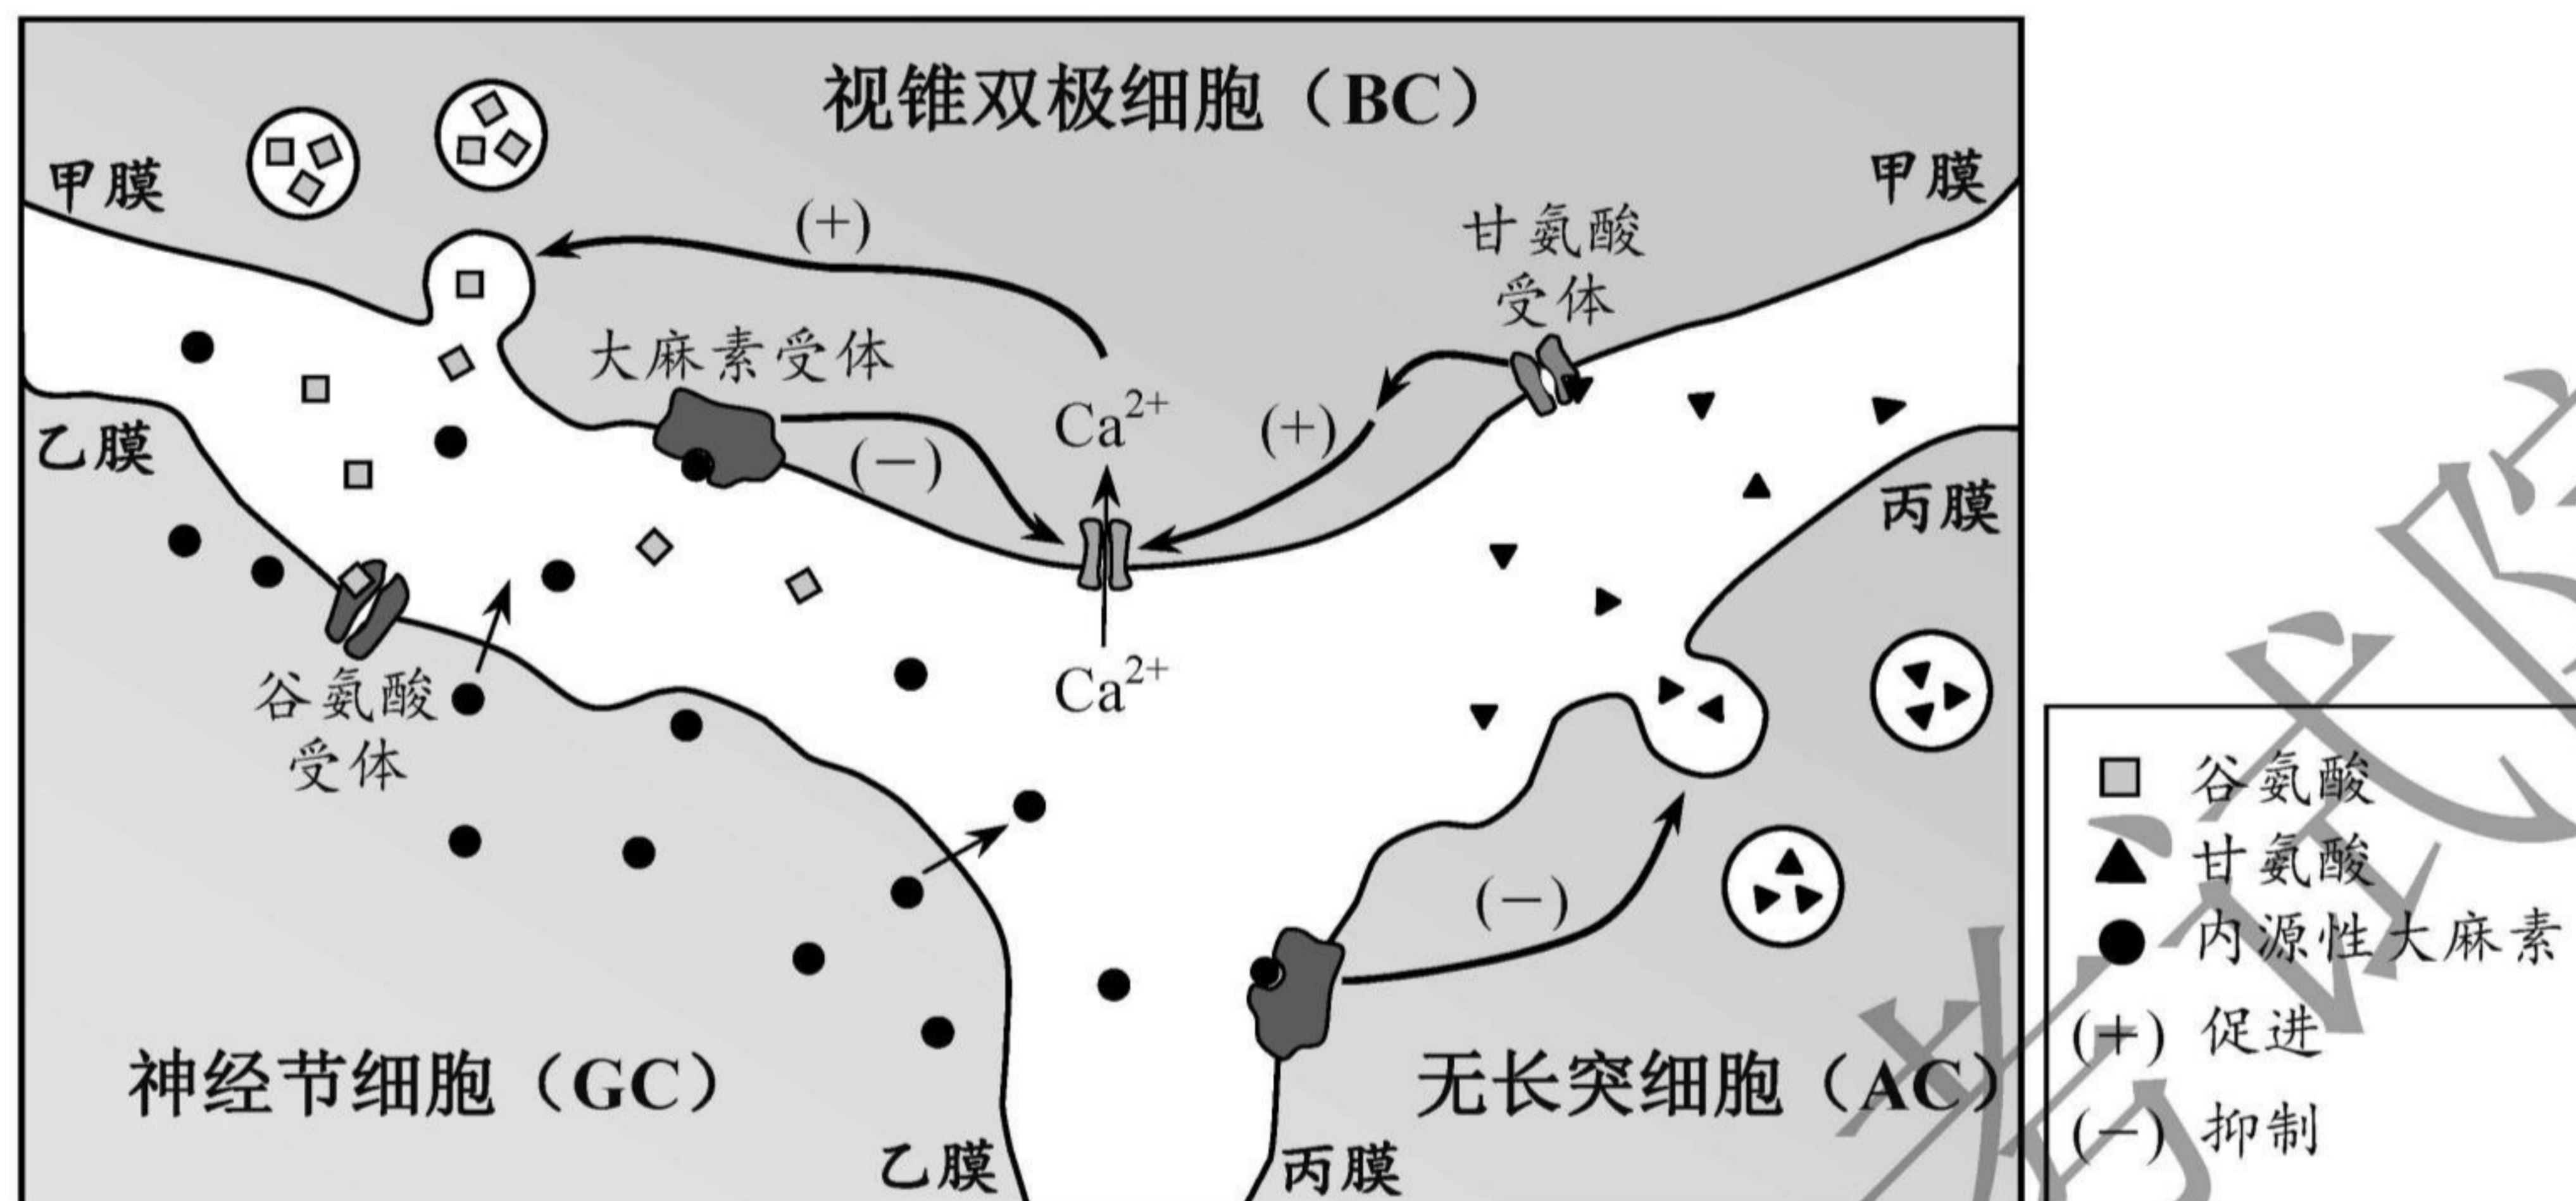 视锥双极细胞（BC）
甲膜
甲膜
(+)
甘氨酸
受体
大麻素受体
Ca²⁺
(+)
(−)
乙膜
丙膜
谷氨酸
受体
Ca²⁺
(−)
神经节细胞（GC）
无长突细胞（AC）
乙膜
丙膜
谷氨酸
甘氨酸
内源性大麻素
(+) 促进
(−) 抑制
考试院